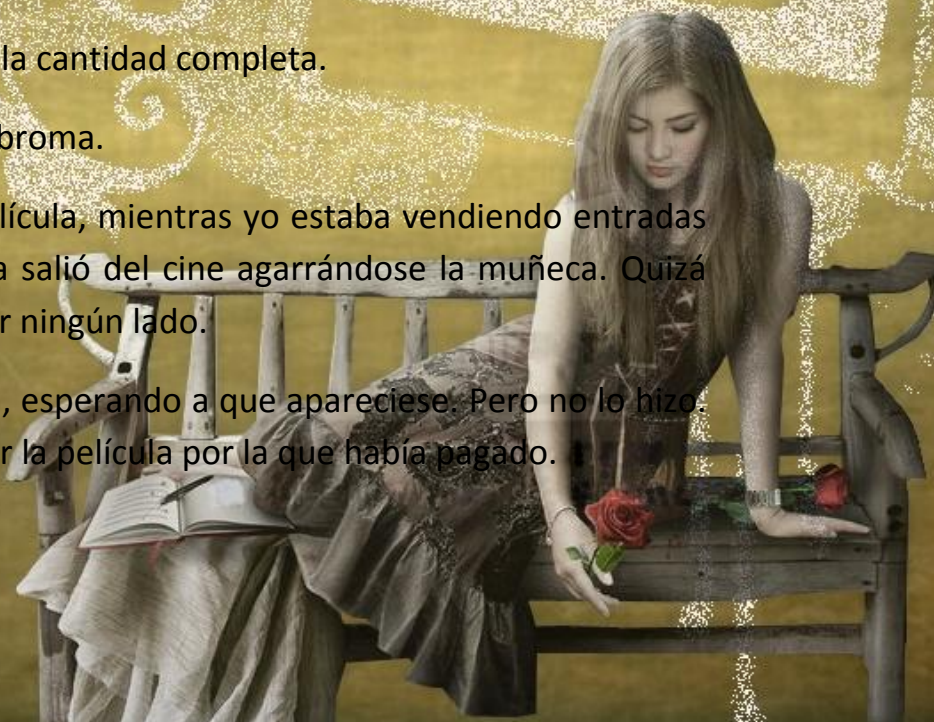 la cantidad completa.
broma.
lícula, mientras yo estaba vendiendo entradas
a salió del cine agarrándose la muñeca. Quizá
r ningún lado.
, esperando a que apareciese. Pero no lo hizo.
r la película por la que había pagado.